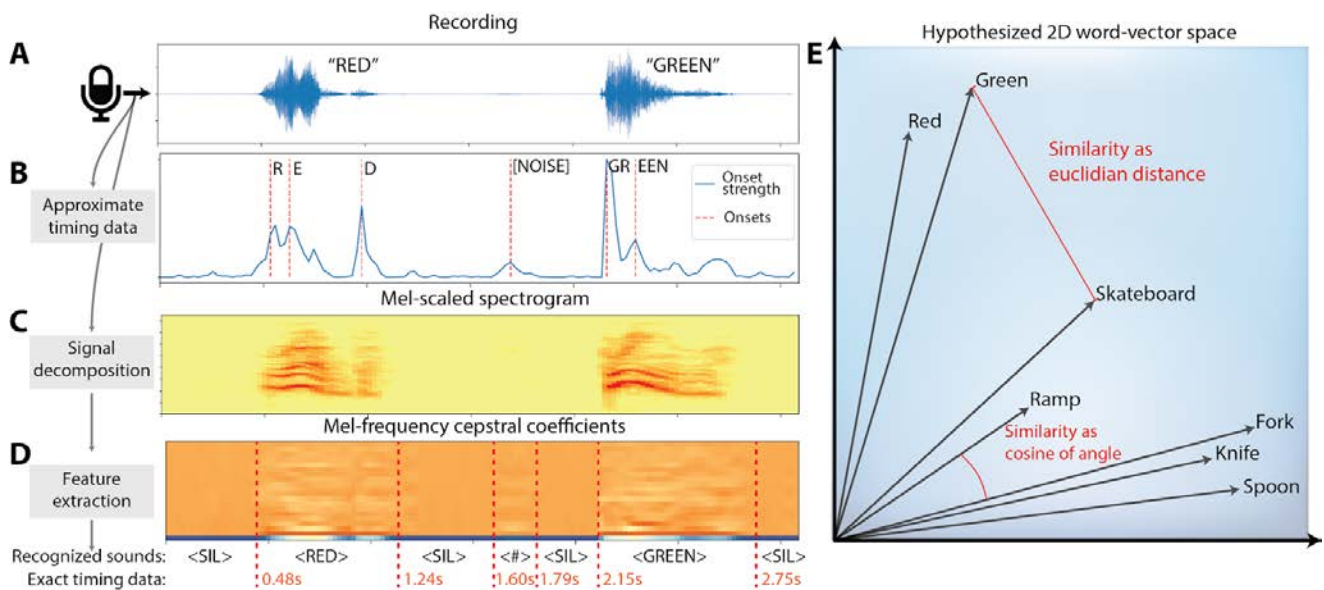 Recording
A
"RED"
"GREEN"
B
Approximate
timing data
R
E
D
[NOISE]
GR
EEN
Onset
strength
Onsets
Mel-scaled spectrogram
C
Signal
decomposition
Mel-frequency cepstral coefficients
D
Feature
extraction
Recognized sounds: <SIL> <RED> <SIL> <#> <SIL> <GREEN> <SIL>
Exact timing data: 0.48s 1.24s 1.60s 1.79s 2.15s 2.75s
E
Hypothesized 2D word-vector space
Green
Red
Similarity as
euclidian distance
Skateboard
Ramp
Similarity as
cosine of angle
Fork
Knife
Spoon